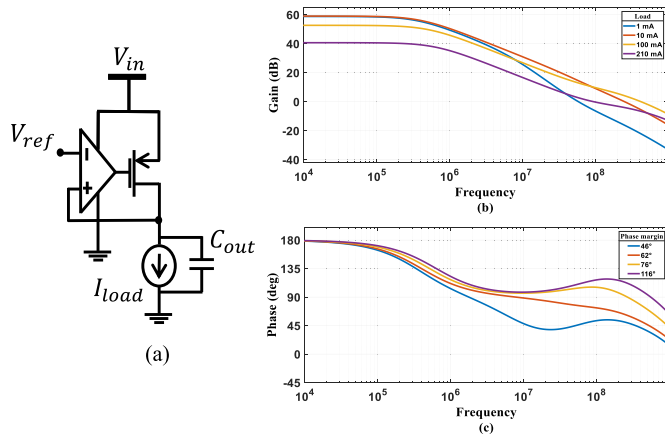 V_in
V_ref
-
+
I_load
C_out
(a)
60
40
20
0
-20
-40
Gain (dB)
10^4
10^5
10^6
10^7
10^8
Frequency
(b)
Load
1 mA
10 mA
100 mA
210 mA
180
135
90
45
0
-45
Phase (deg)
10^4
10^5
10^6
10^7
10^8
Frequency
(c)
Phase margin
46°
62°
76°
116°